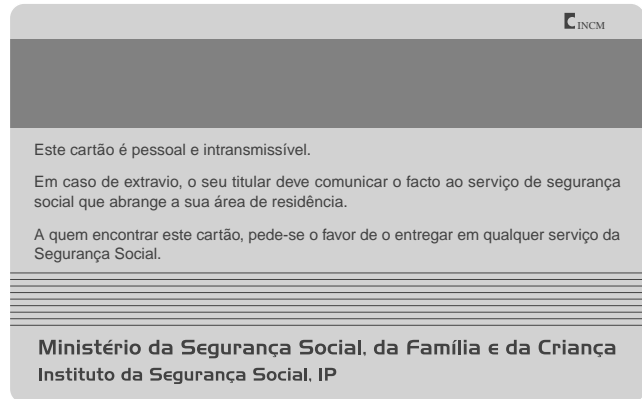 INCM
Este cartão é pessoal e intransmissível.
Em caso de extravio, o seu titular deve comunicar o facto ao serviço de segurança
social que abrange a sua área de residência.
A quem encontrar este cartão, pede-se o favor de o entregar em qualquer serviço da
Segurança Social.
Ministério da Segurança Social, da Família e da Criança
Instituto da Segurança Social, IP